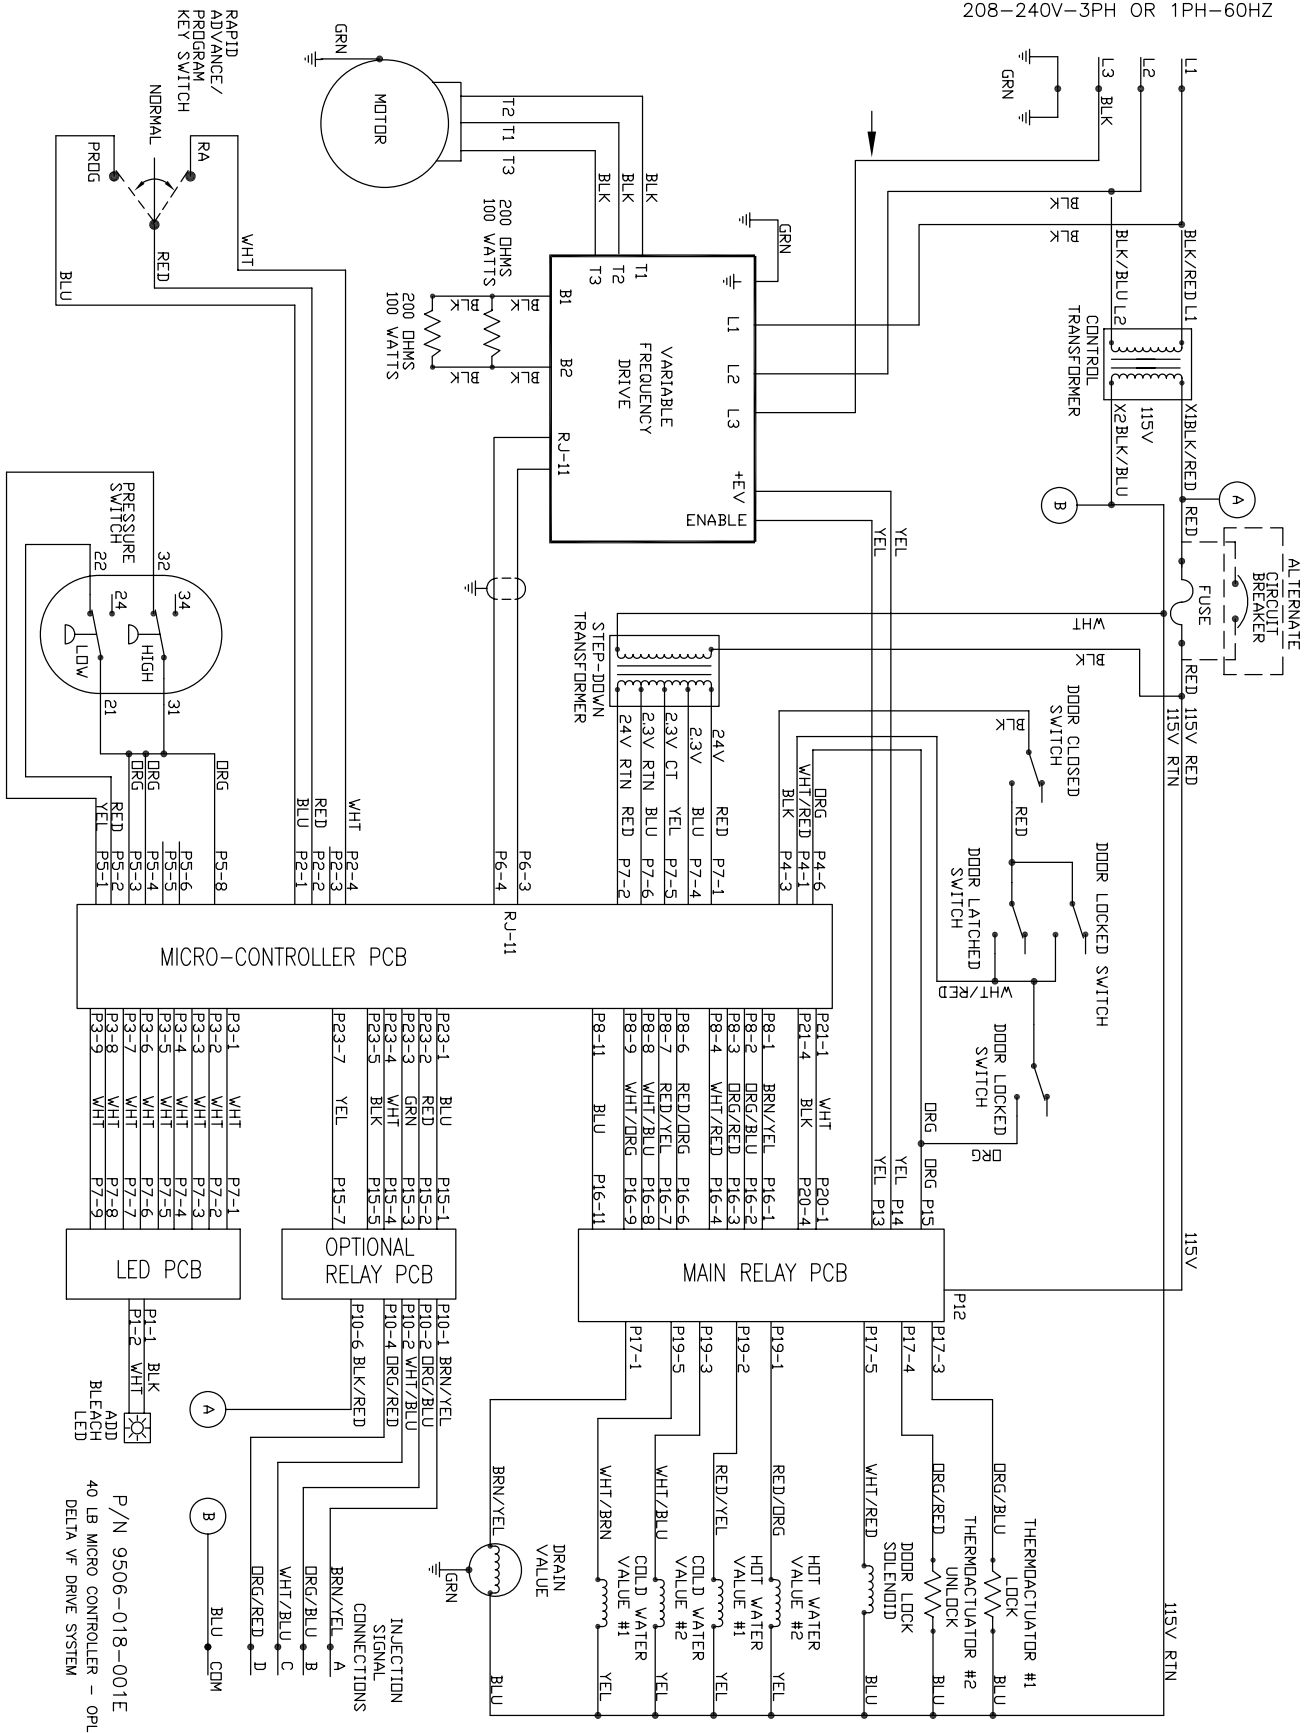 208-240V-3PH OR 1PH-60HZ
L1
L2
L3
BLK
GRN
BLK
BLK
BLK/RED L1
BLK/BLU L2
CONTROL
TRANSFORMER
115V
X1 BLK/RED
X2 BLK/BLU
A
B
RED
ALTERNATE
CIRCUIT
BREAKER
FUSE
RED
WHT
BLK
115V RED
115V RTN
115V
115V RTN
GRN
MOTOR
GRN
T2
T1
T3
BLK
BLK
BLK
T1
T2
T3
L1
L2
L3
+EV
ENABLE
VARIABLE
FREQUENCY
DRIVE
B1
B2
RJ-11
200 OHMS
100 WATTS
200 OHMS
100 WATTS
BLK
BLK
BLK
BLK
YEL
YEL
RAPID
ADVANCE/
PROGRAM
KEY SWITCH
NORMAL
RA
PROG
WHT
RED
BLU
PRESSURE
SWITCH
32
22
34
24
HIGH
LOW
31
21
ORG
ORG
ORG
RED
YEL
WHT
RED
BLU
STEP-DOWN
TRANSFORMER
24V
2.3V
2.3V CT
2.3V RTN
24V RTN
RED
BLU
YEL
BLU
RED
P7-1
P7-4
P7-5
P7-6
P7-2
DOOR CLOSED
SWITCH
BLK
RED
DOOR LATCHED
SWITCH
DOOR LOCKED SWITCH
WHT/RED
DOOR LOCKED
SWITCH
ORG
ORG
ORG
WHT/RED
BLK
P4-6
P4-1
P4-3
P6-3
P6-4
P2-4
P2-3
P2-2
P2-1
P5-8
P5-6
P5-5
P5-4
P5-3
P5-2
P5-1
RJ-11
MICRO-CONTROLLER PCB
P21-1 WHT P20-1
P21-4 BLK P20-4
P8-1 BRN/YEL P16-1
P8-2 ORG/BLU P16-2
P8-3 ORG/RED P16-3
P8-4 WHT/RED P16-4
P8-6 RED/ORG P16-6
P8-7 RED/YEL P16-7
P8-8 WHT/BLU P16-8
P8-9 WHT/ORG P16-9
P8-11 BLU P16-11
P23-1 BLU P15-1
P23-2 RED P15-2
P23-3 GRN P15-3
P23-4 WHT P15-4
P23-5 BLK P15-5
P23-7 YEL P15-7
P3-1 WHT P7-1
P3-2 WHT P7-2
P3-3 WHT P7-3
P3-4 WHT P7-4
P3-5 WHT P7-5
P3-6 WHT P7-6
P3-7 WHT P7-7
P3-8 WHT P7-8
P3-9 WHT P7-9
ORG P15
YEL P14
YEL P13
MAIN RELAY PCB
OPTIONAL
RELAY PCB
LED PCB
P12
P17-3
P17-4
P17-5
P19-1
P19-2
P19-3
P19-5
P17-1
P10-1 BRN/YEL
P10-2 ORG/BLU
P10-2 WHT/BLU
P10-4 ORG/RED
P10-6 BLK/RED
P1-1 BLK
P1-2 WHT
ADD
BLEACH
LED
A
B
BLU COM
ORG/BLU
THERMOACTUATOR #1
LOCK
BLU
ORG/RED
THERMOACTUATOR #2
UNLOCK
BLU
WHT/RED
DOOR LOCK
SOLENOID
BLU
RED/ORG
HOT WATER
VALUE #2
YEL
RED/YEL
HOT WATER
VALUE #1
YEL
WHT/BLU
COLD WATER
VALUE #2
YEL
WHT/BRN
COLD WATER
VALUE #1
YEL
BRN/YEL
DRAIN
VALUE
GRN
BLU
INJECTION
SIGNAL
CONNECTIONS
BRN/YEL A
ORG/BLU B
WHT/BLU C
ORG/RED D
P/N 9506-018-001E
40 LB MICRO CONTROLLER - OPL
DELTA VF DRIVE SYSTEM